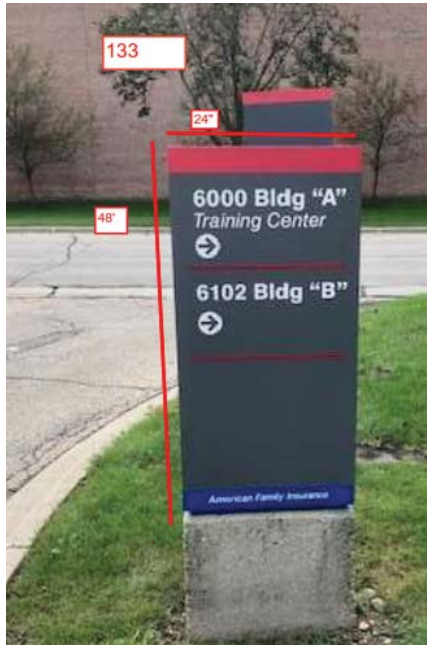 133
24"
48'
6000 Bldg “A”
Training Center
6102 Bldg “B”
American Family Insurance